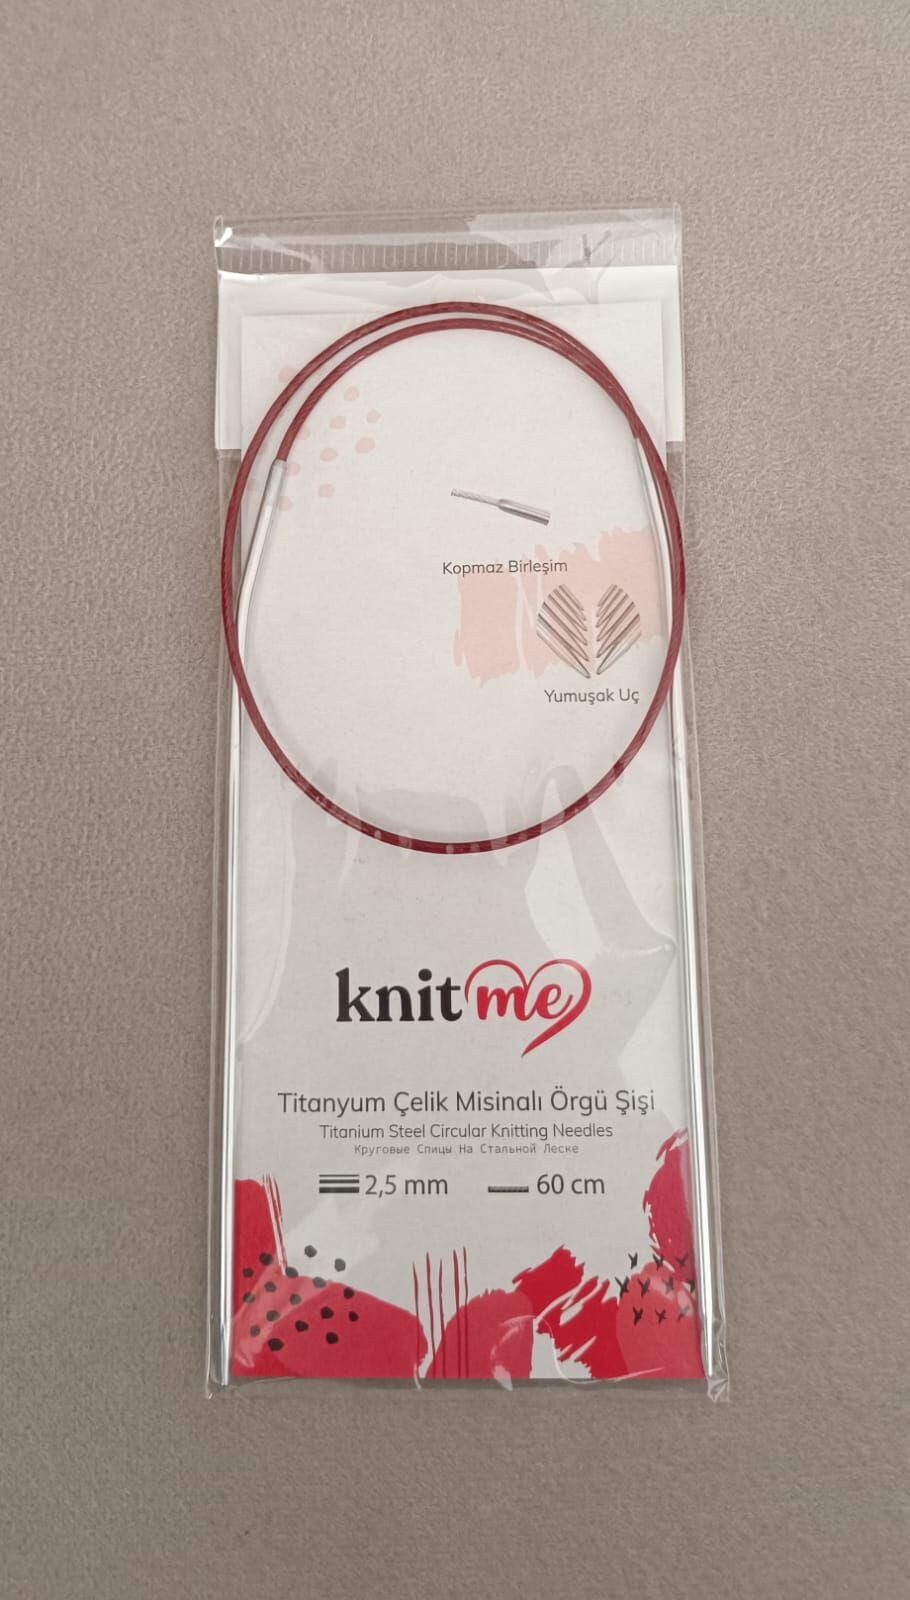 Kopmaz Birleşim
Yumuşak Uç
knit me
Titanyum Çelik Misinalı Örgü Şişi
Titanium Steel Circular Knitting Needles
Круговые Спицы На Стальной Леске
2,5 mm 60 cm